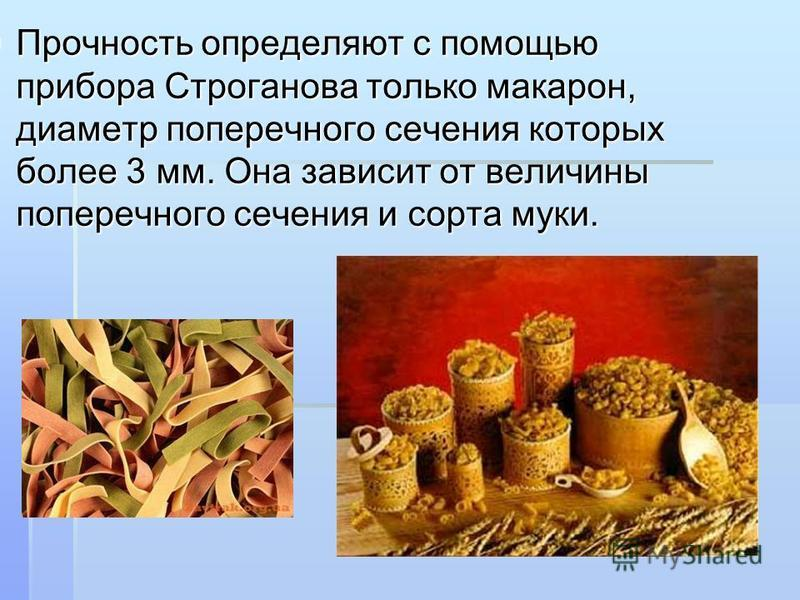 Прочность определяют с помощью
прибора Строганова только макарон,
диаметр поперечного сечения которых
более 3 мм. Она зависит от величины
поперечного сечения и сорта муки.
MyShared